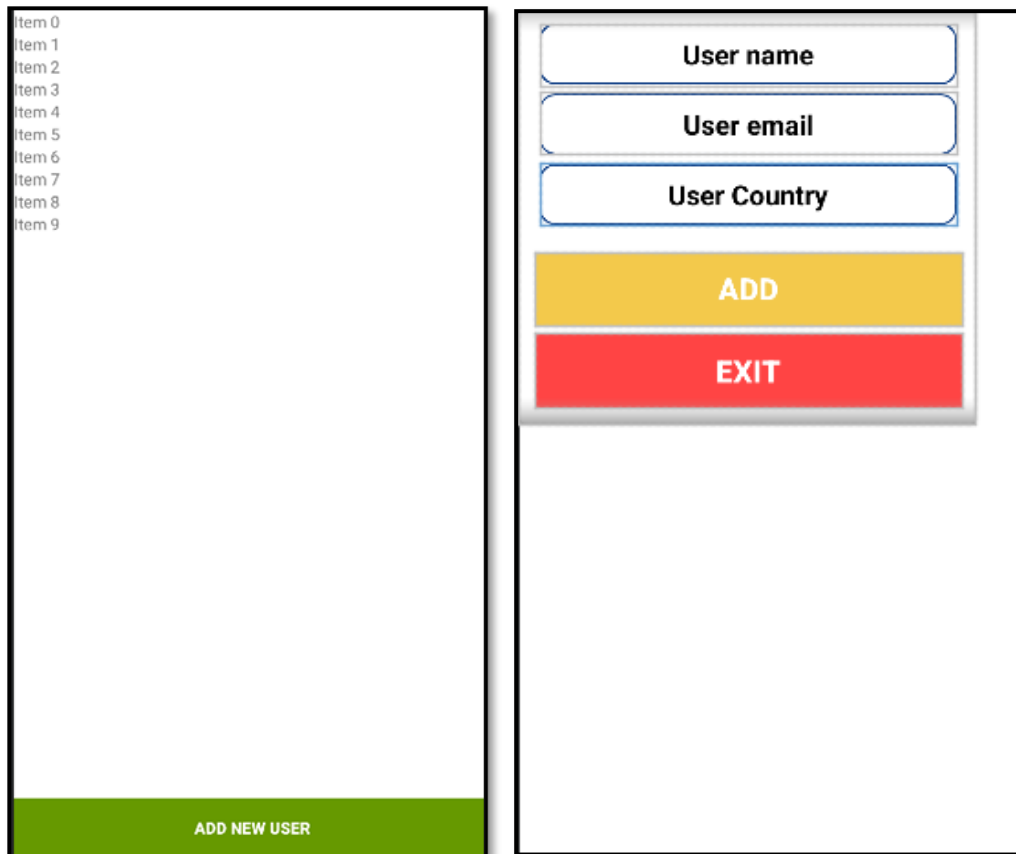 Item 0
Item 1
Item 2
Item 3
Item 4
Item 5
Item 6
Item 7
Item 8
Item 9
ADD NEW USER
User name
User email
User Country
ADD
EXIT